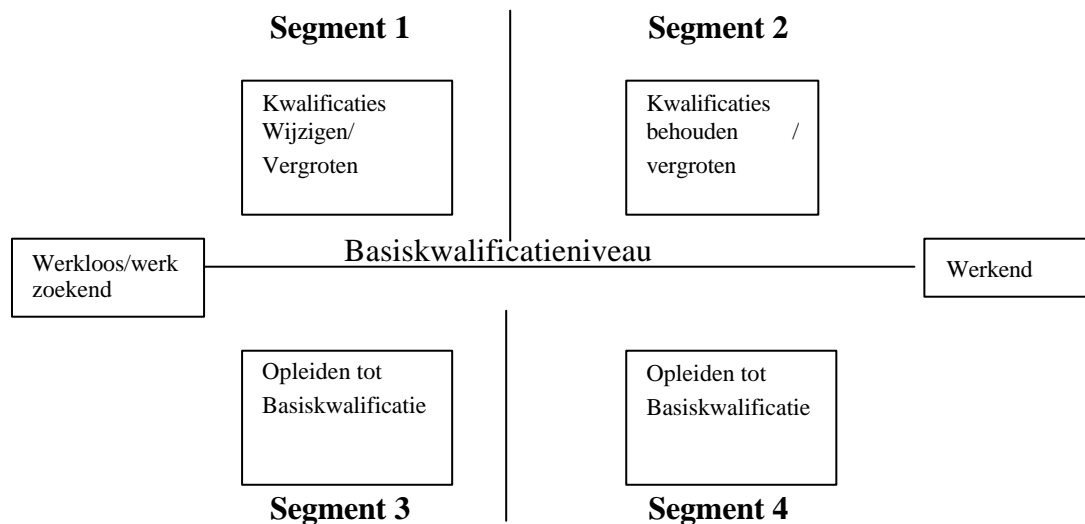 Segment 1
Segment 2
Kwalificaties
Wijzigen/
Vergroten
Kwalificaties
behouden /
vergroten
Basiskwalificatieniveau
Werkloos/werk
zoekend
Werkend
Opleiden tot
Basiskwalificatie
Opleiden tot
Basiskwalificatie
Segment 3
Segment 4